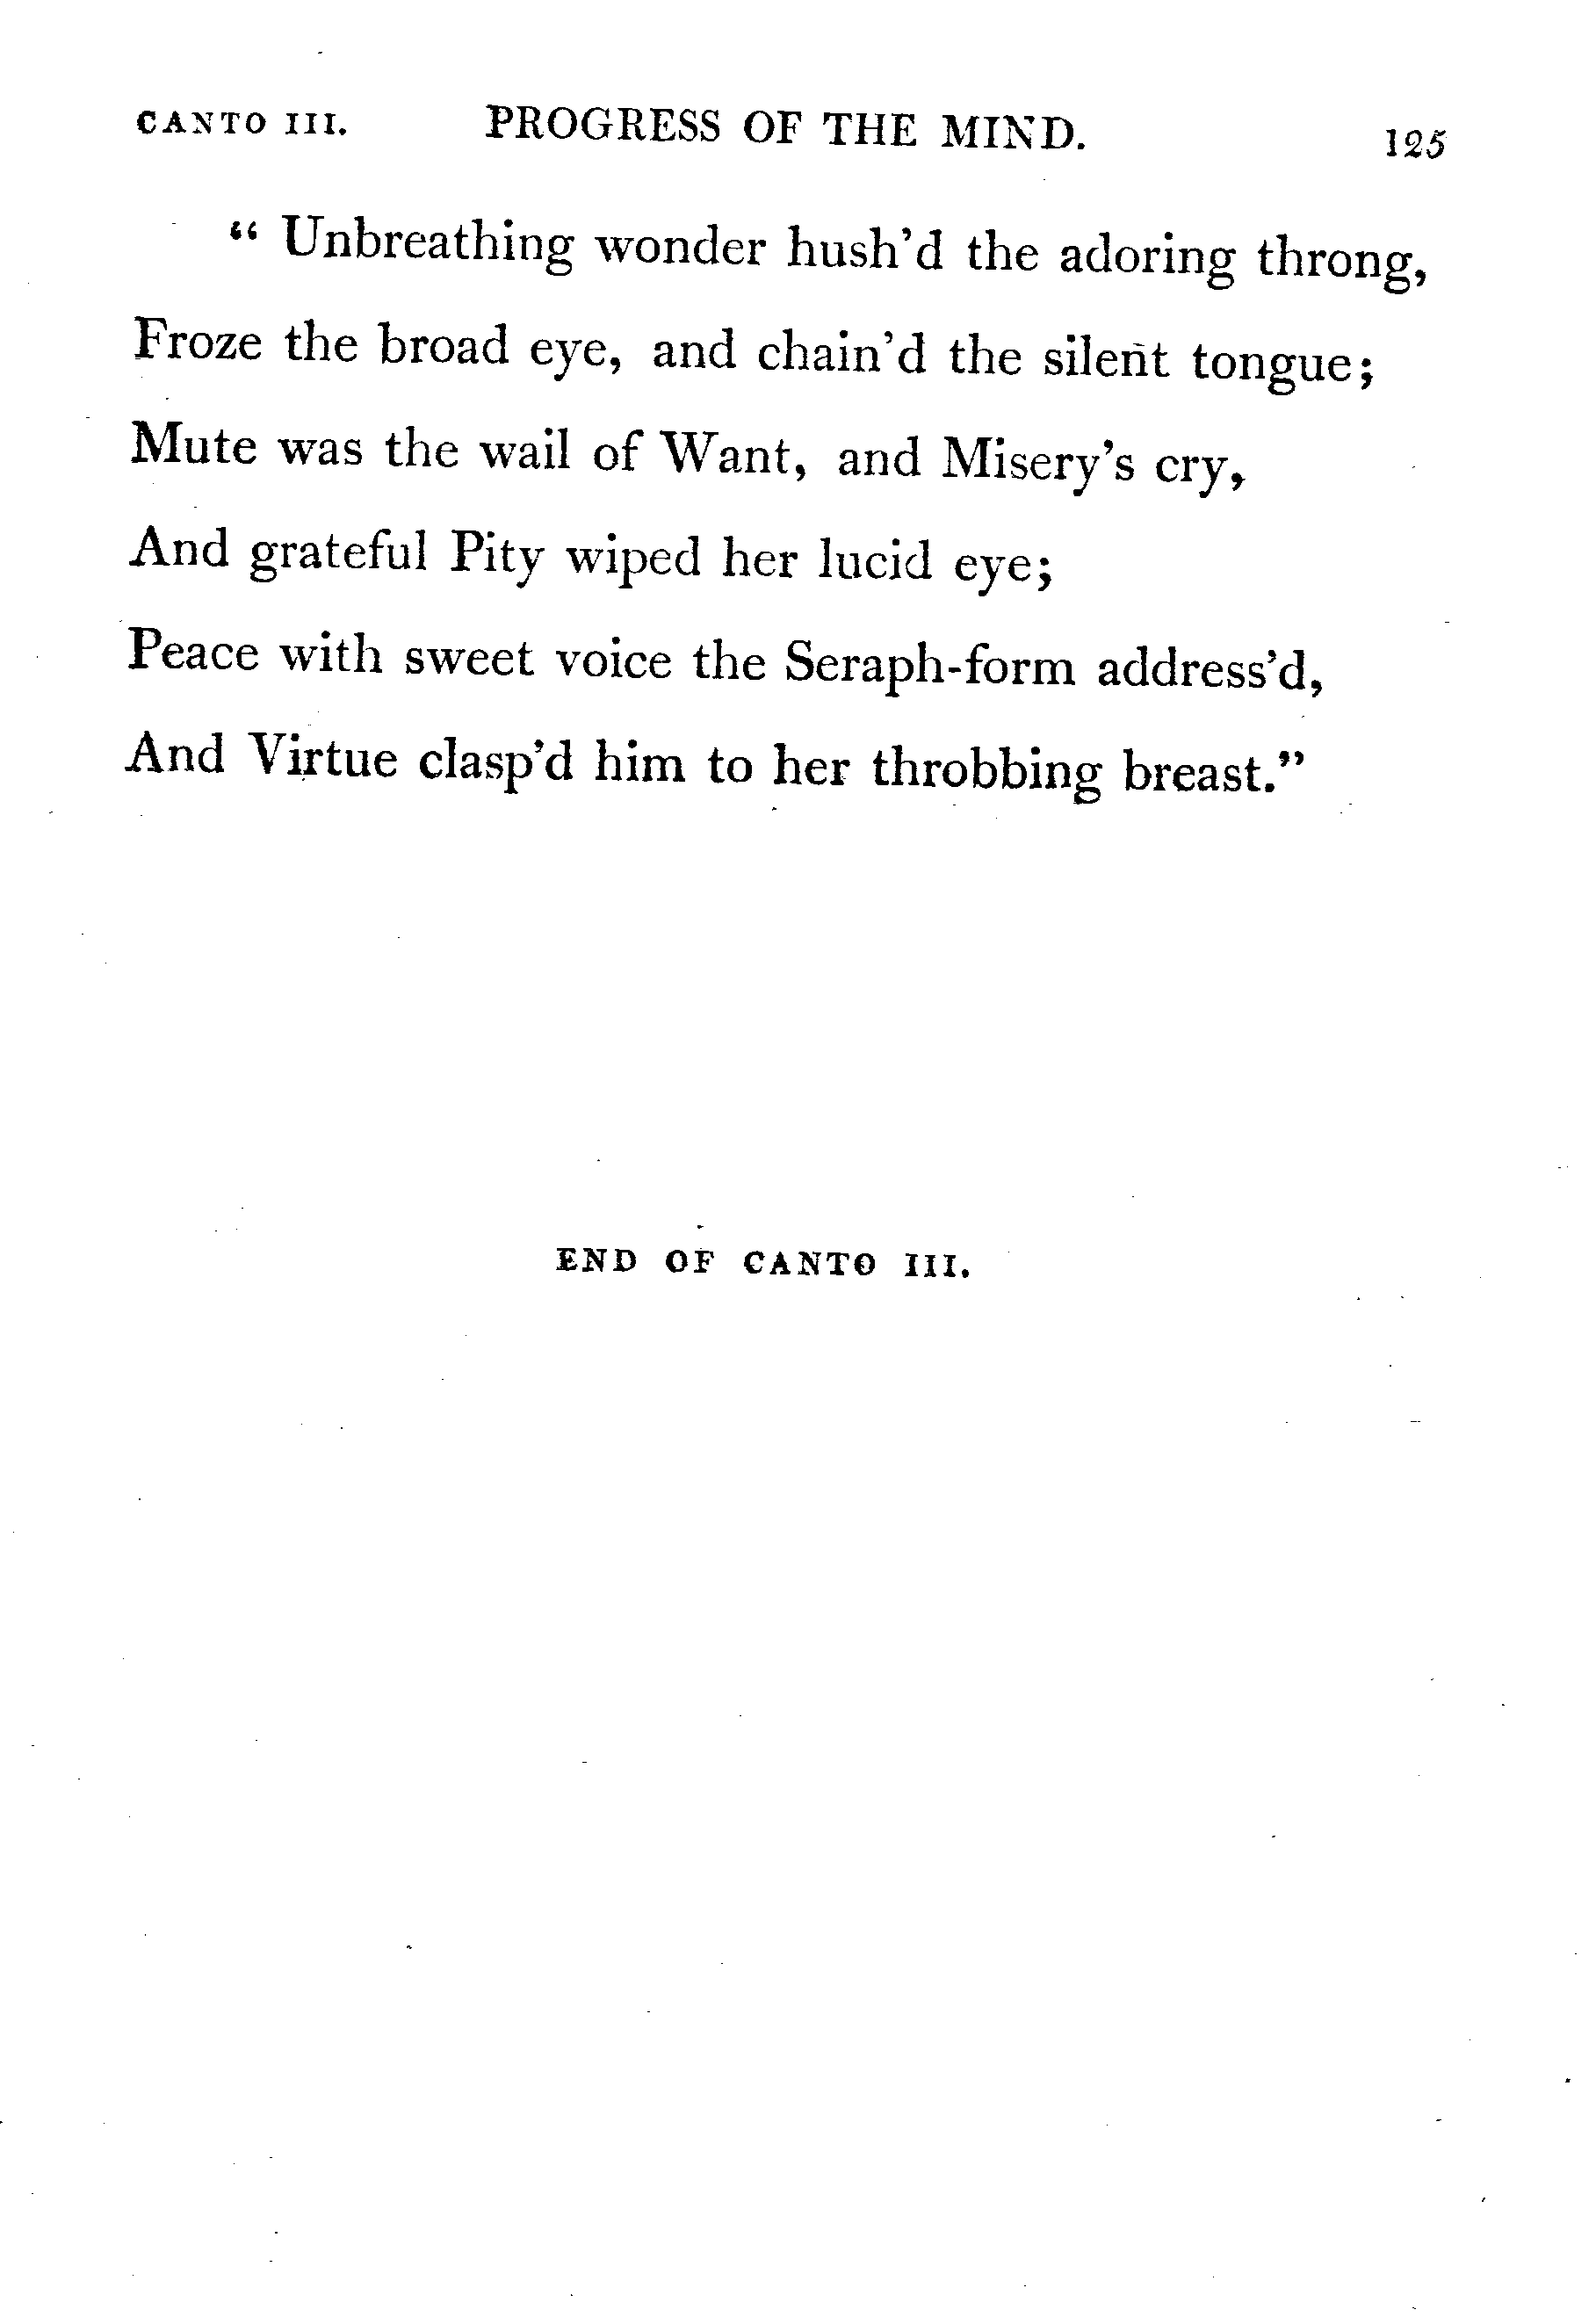 CANTO III. PROGRESS OF THE MIND. 125
“ Unbreathing wonder hush’d the adoring throng,
Froze the broad eye, and chain’d the silent tongue;
Mute was the wail of Want, and Misery’s cry,
And grateful Pity wiped her lucid eye;
Peace with sweet voice the Seraph-form address’d,
And Virtue clasp’d him to her throbbing breast.”
END OF CANTO III.